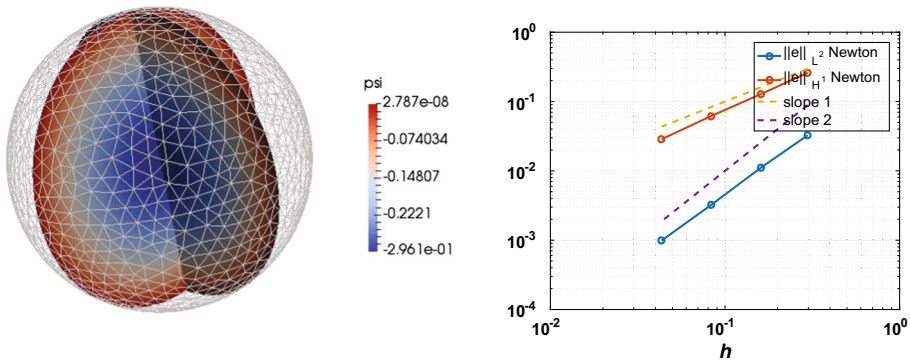 psi
2.787e-08
-0.074034
-0.14807
-0.2221
-2.961e-01
10^0
10^-1
10^-2
10^-3
10^-4
||e||_L^2 Newton
||e||_H^1 Newton
slope 1
slope 2
10^-2 10^-1 10^0
h